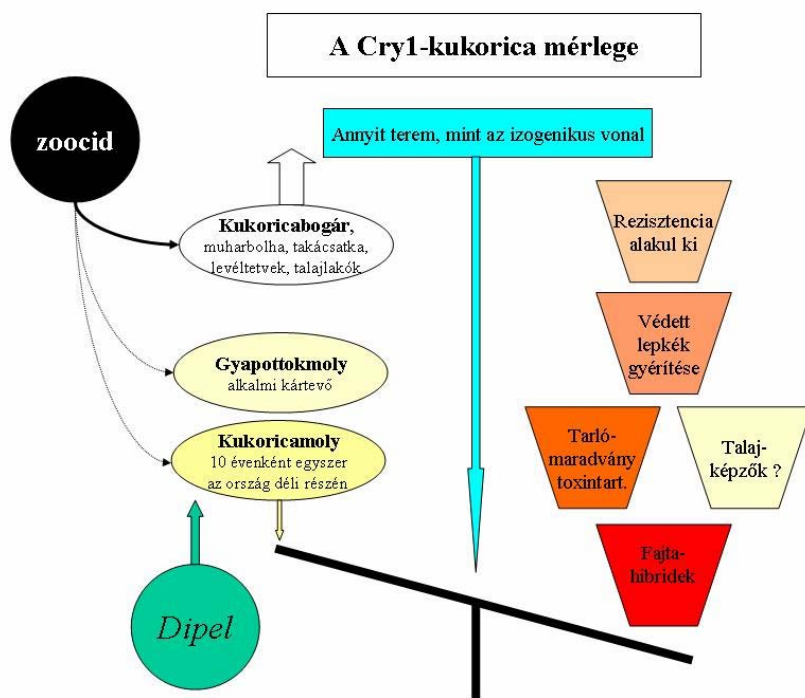 A Cry1-kukorica mérlege
Annyit terem, mint az izogenikus vonal
zoocid
Kukoricabogár,
muharbolha, takácsatka,
levéltetvek, talajlakók
Gyapottokmoly
alkalmi kártevő
Kukoricamoly
10 évenként egyszer
az ország déli részén
Dipel
Rezisztencia
alakul ki
Védett
lepkék
gyérítése
Tarló-
maradvány
toxintart.
Talaj-
képzők ?
Fajta-
hibridek